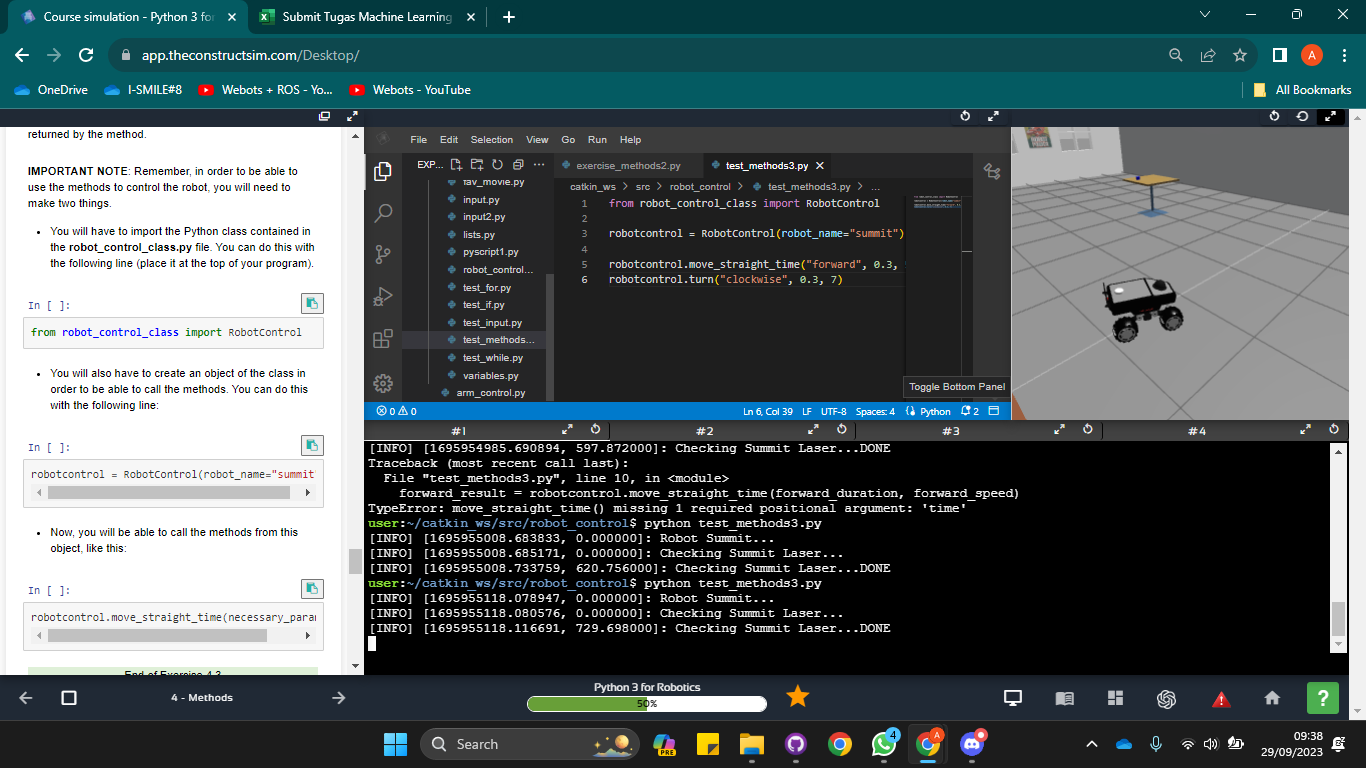 Course simulation - Python 3 for
Submit Tugas Machine Learning
app.theconstructsim.com/Desktop/
A
OneDrive
I-SMILE#8
Webots + ROS - Yo...
Webots - YouTube
All Bookmarks
returned by the method.
IMPORTANT NOTE: Remember, in order to be able to
use the methods to control the robot, you will need to
make two things.
• You will have to import the Python class contained in
the robot_control_class.py file. You can do this with
the following line (place it at the top of your program).
In [ ]:
from robot_control_class import RobotControl
• You will also have to create an object of the class in
order to be able to call the methods. You can do this
with the following line:
In [ ]:
robotcontrol = RobotControl(robot_name="summit
• Now, you will be able to call the methods from this
object, like this:
In [ ]:
robotcontrol.move_straight_time(necessary_para
End of Exercise 4.3
File Edit Selection View Go Run Help
EXP...
fav_movie.py
input.py
input2.py
lists.py
pyscript1.py
robot_control...
test_for.py
test_if.py
test_input.py
test_methods...
test_while.py
variables.py
arm_control.py
exercise_methods2.py
test_methods3.py
catkin_ws > src > robot_control > test_methods3.py > ...
1 from robot_control_class import RobotControl
2
3 robotcontrol = RobotControl(robot_name="summit")
4
5 robotcontrol.move_straight_time("forward", 0.3,
6 robotcontrol.turn("clockwise", 0.3, 7)
Toggle Bottom Panel
0 0
Ln 6, Col 39 LF UTF-8 Spaces: 4 Python 2
#1
#2
#3
#4
[INFO] [1695954985.690894, 597.872000]: Checking Summit Laser...DONE
Traceback (most recent call last):
File "test_methods3.py", line 10, in <module>
forward_result = robotcontrol.move_straight_time(forward_duration, forward_speed)
TypeError: move_straight_time() missing 1 required positional argument: 'time'
user:~/catkin_ws/src/robot_control$ python test_methods3.py
[INFO] [1695955008.683833, 0.000000]: Robot Summit...
[INFO] [1695955008.685171, 0.000000]: Checking Summit Laser...
[INFO] [1695955008.733759, 620.756000]: Checking Summit Laser...DONE
user:~/catkin_ws/src/robot_control$ python test_methods3.py
[INFO] [1695955118.078947, 0.000000]: Robot Summit...
[INFO] [1695955118.080576, 0.000000]: Checking Summit Laser...
[INFO] [1695955118.116691, 729.698000]: Checking Summit Laser...DONE
4 - Methods
Python 3 for Robotics
50%
?
Search
PRE
4
A
09:38
29/09/2023